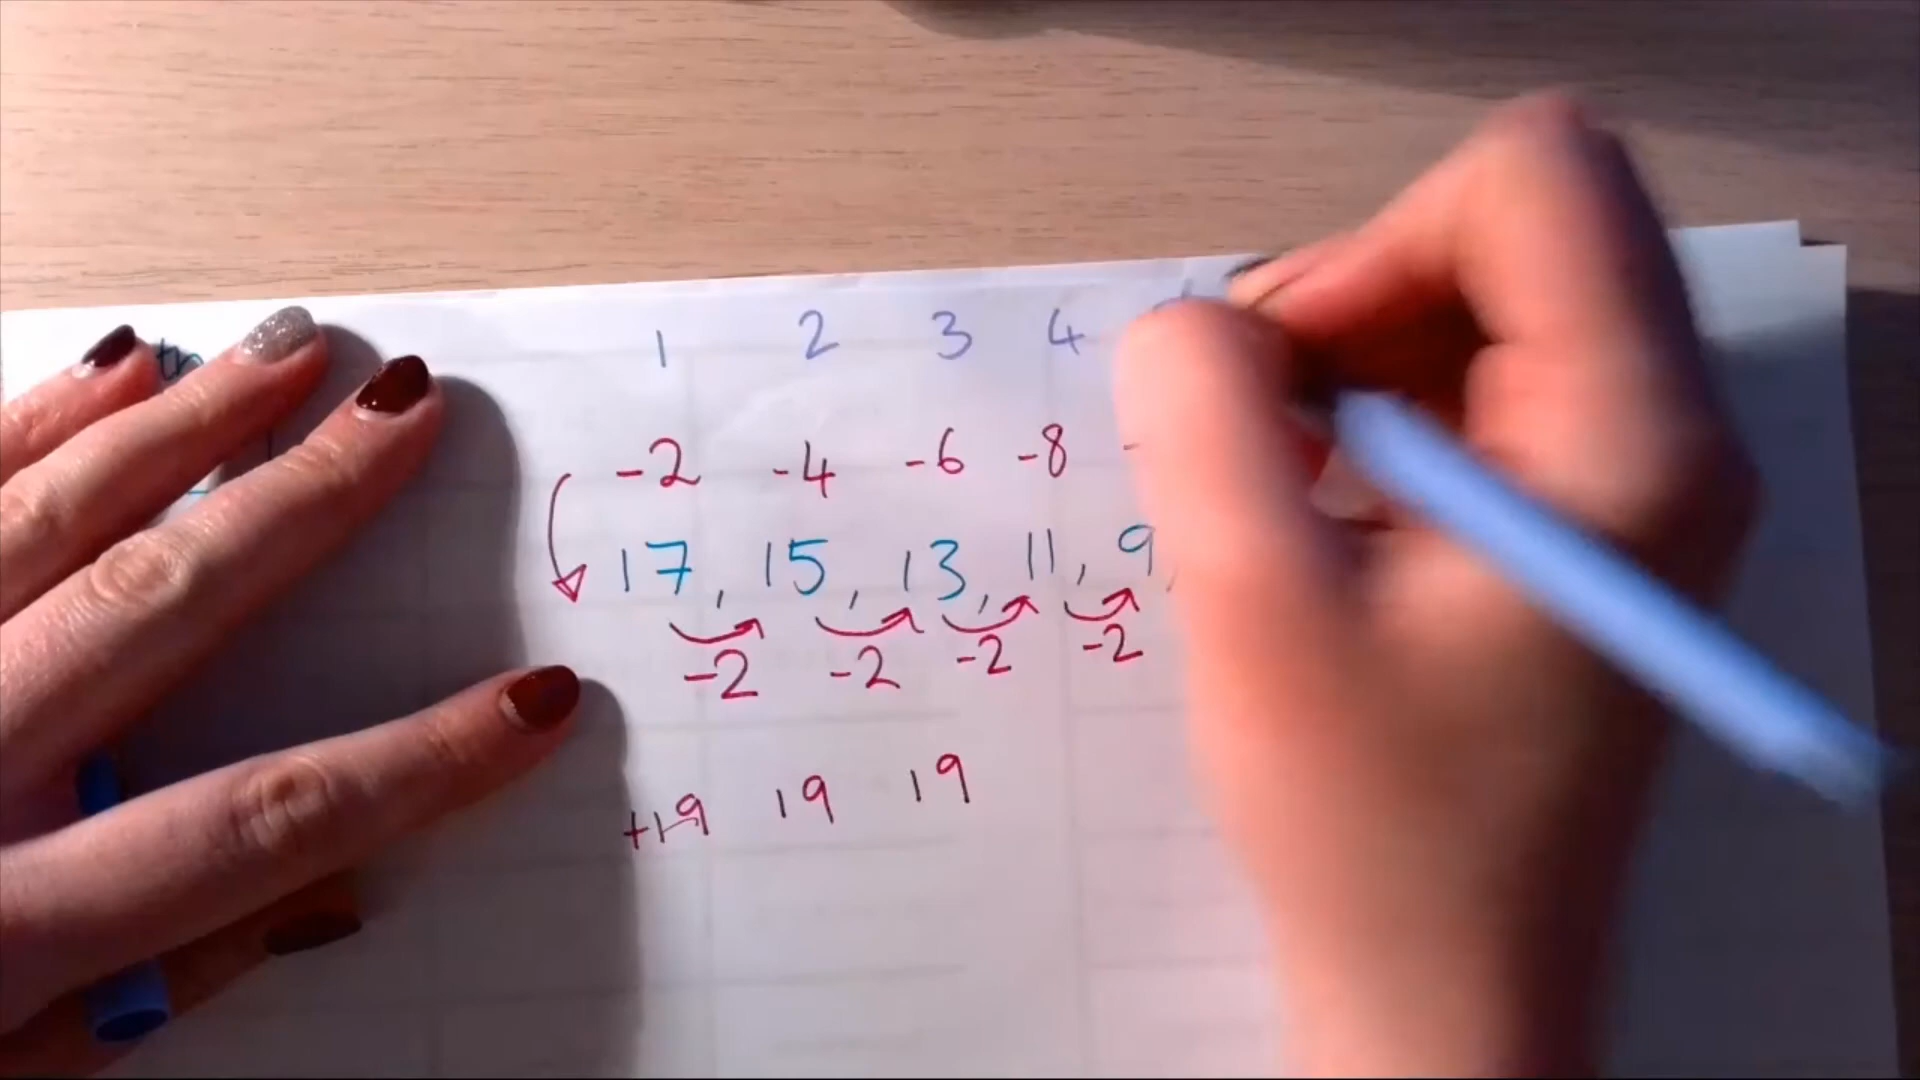 1 2 3 4
-2 -4 -6 -8 -
17, 15, 13, 11, 9,
-2 -2 -2 -2
+19 19 19